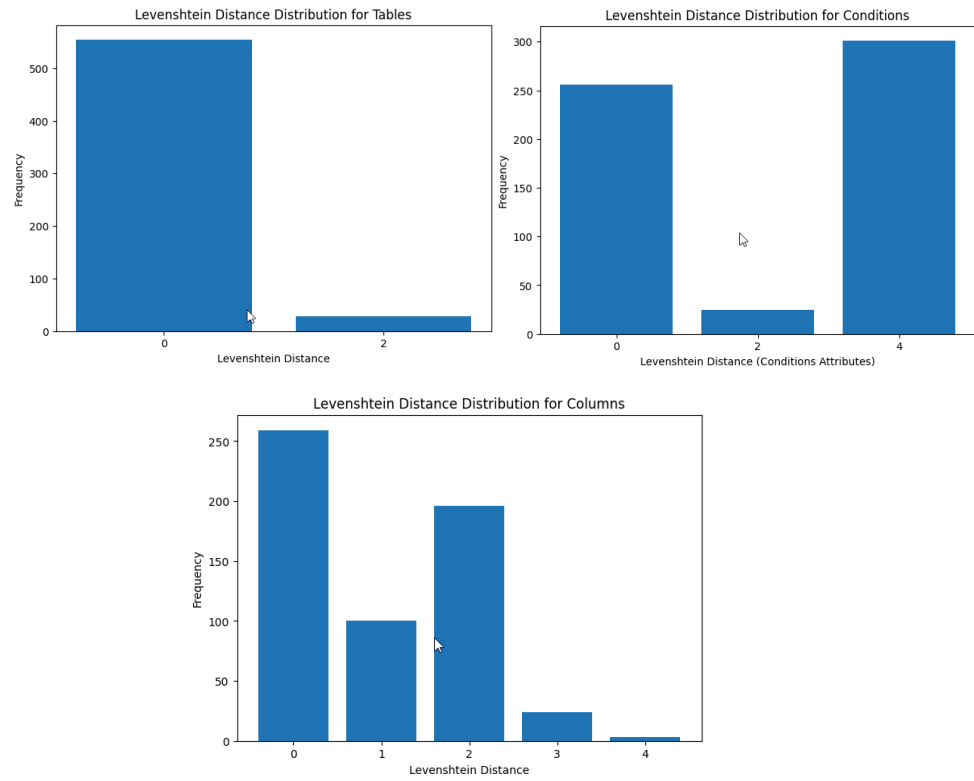 Levenshtein Distance Distribution for Tables
500
400
300
200
100
0
Frequency
0 2
Levenshtein Distance
Levenshtein Distance Distribution for Conditions
300
250
200
150
100
50
0
Frequency
0 2 4
Levenshtein Distance (Conditions Attributes)
Levenshtein Distance Distribution for Columns
250
200
150
100
50
0
Frequency
0 1 2 3 4
Levenshtein Distance